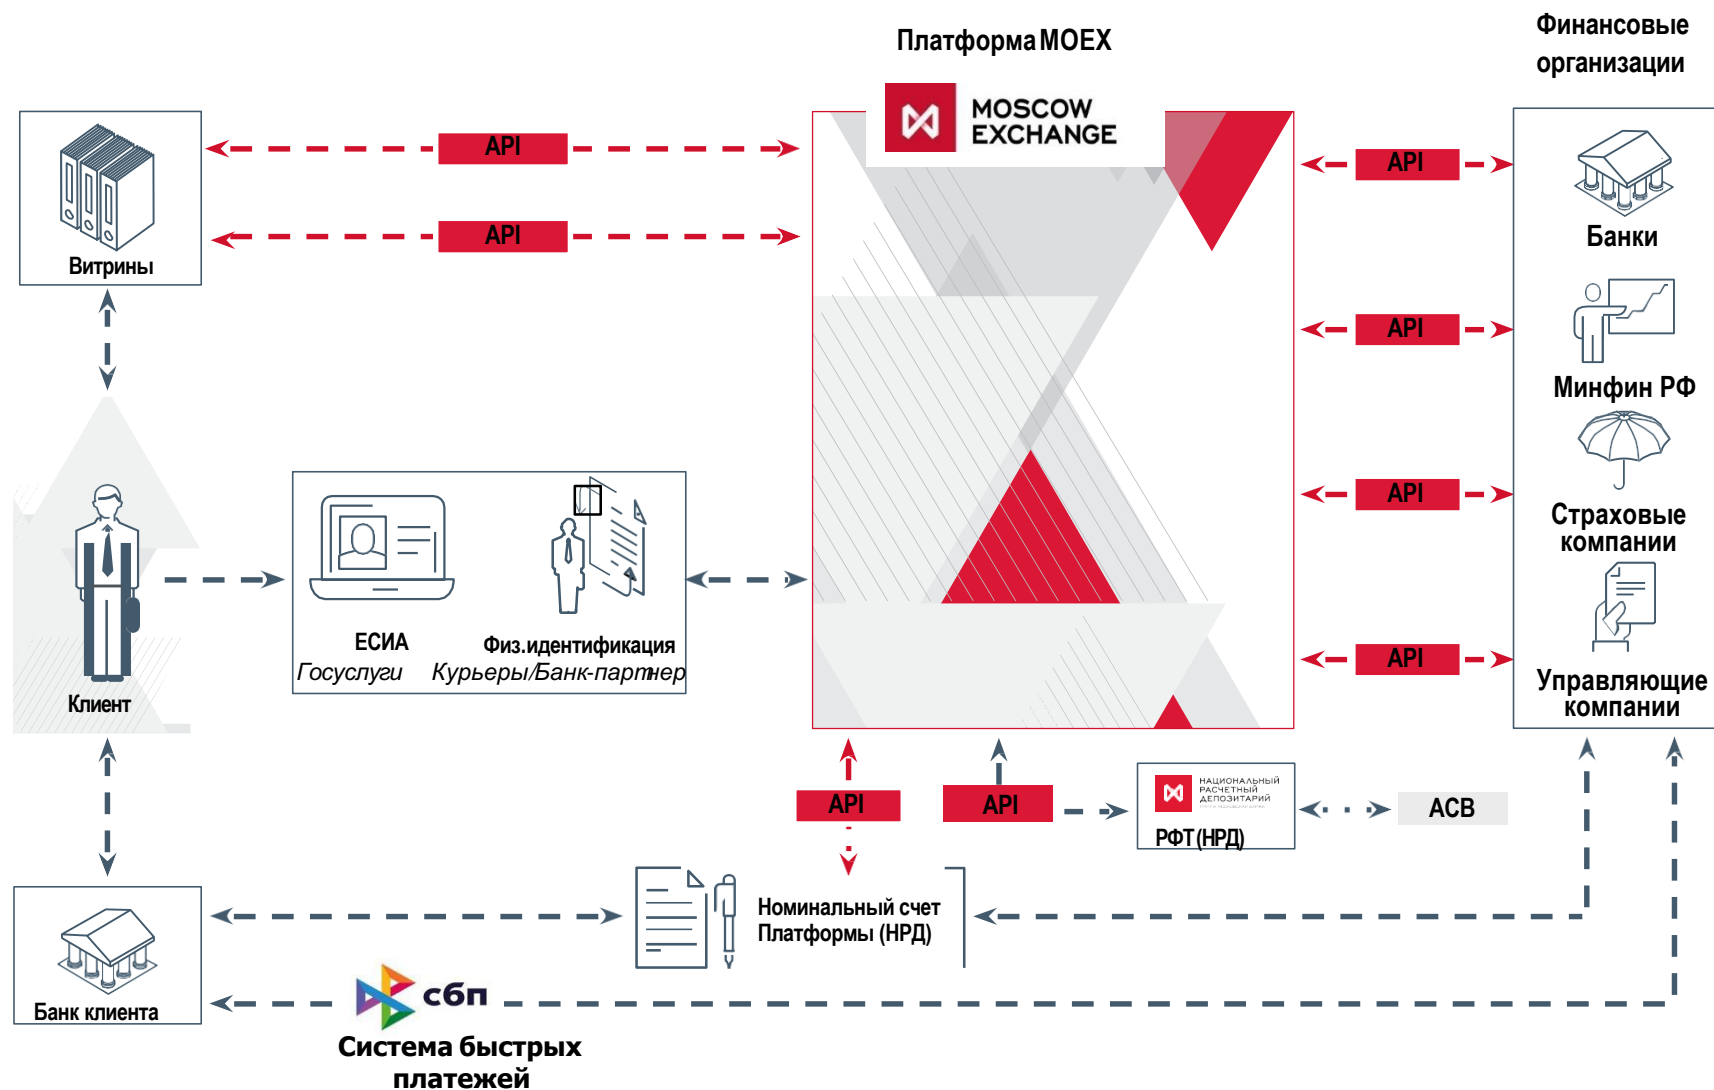 Платформа MOEX
Финансовые
организации
MOSCOW
EXCHANGE
API
API
Витрины
API
Банки
API
Минфин РФ
API
Страховые
компании
API
Управляющие
компании
Клиент
ЕСИА
Госуслуги
Физ.идентификация
Курьеры/Банк-партнер
API
API
НАЦИОНАЛЬНЫЙ
РАСЧЕТНЫЙ
ДЕПОЗИТАРИЙ
РФТ (НРД)
АСВ
Номинальный счет
Платформы (НРД)
Банк клиента
сбп
Система быстрых
платежей